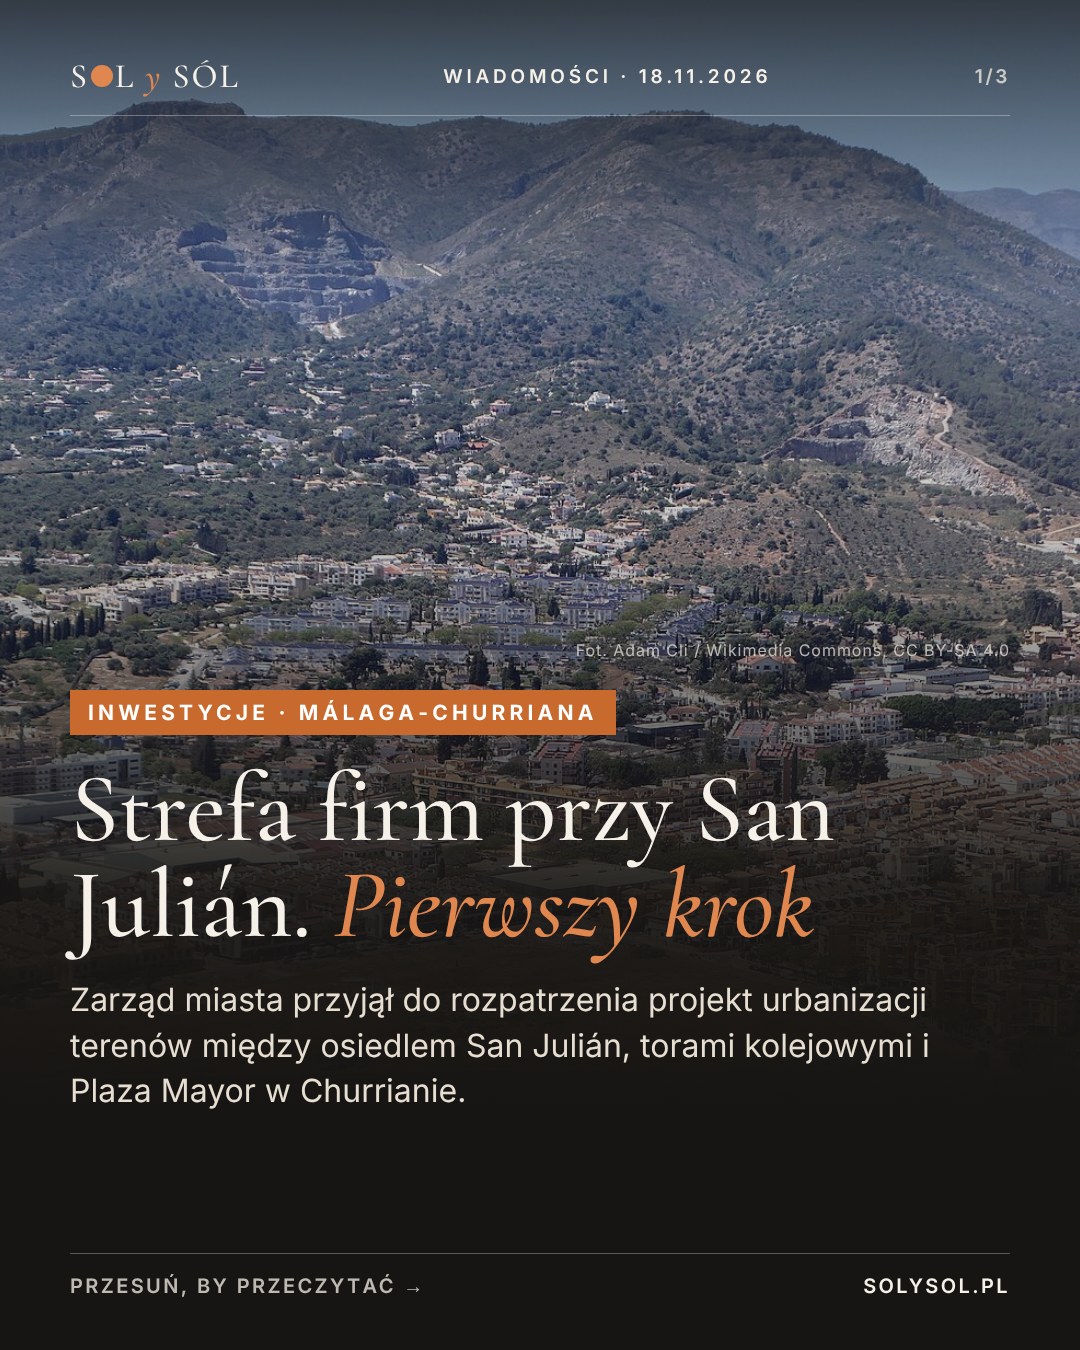 SOL y SÓL
WIADOMOŚCI · 18.11.2026
1/3
Fot. Adam Cli / Wikimedia Commons, CC BY-SA 4.0
INWESTYCJE · MÁLAGA-CHURRIANA
Strefa firm przy San
Julián. Pierwszy krok
Zarząd miasta przyjął do rozpatrzenia projekt urbanizacji
terenów między osiedlem San Julián, torami kolejowymi i
Plaza Mayor w Churrianie.
PRZESUŃ, BY PRZECZYTAĆ →
SOLYSOL.PL